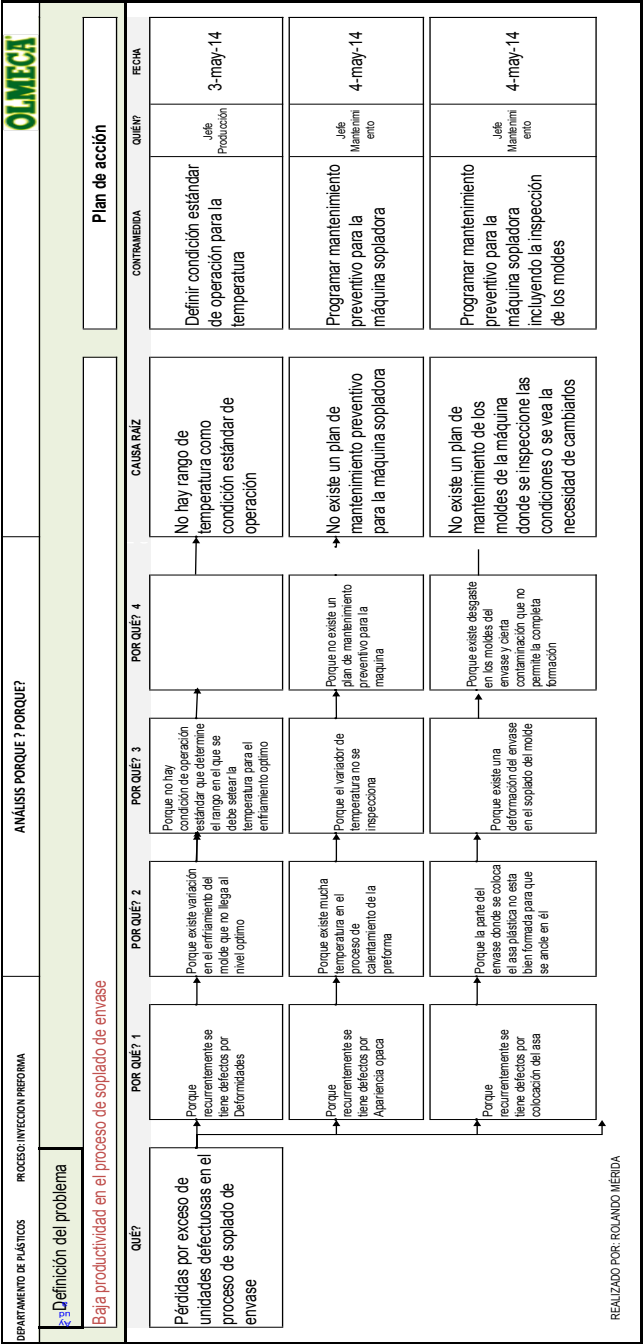 DEPARTAMENTO DE PLÁSTICOS
PROCESO: INYECCION PREFORMA
ANÁLISIS PORQUE ? PORQUE?
OLMECA
Definición del problema
Baja productividad en el proceso de soplado de envase
Plan de acción
QUÉ?
POR QUÉ? 1
POR QUÉ? 2
POR QUÉ? 3
POR QUÉ? 4
CAUSA RAÍZ
CONTRAMEDIDA
QUIÉN?
FECHA
Pérdidas por exceso de
unidades defectuosas en el
proceso de soplado de
envase
Porque
recurrentemente se
tiene defectos por
Deformidades
Porque existe variación
en el enfriamiento del
molde que no llega al
nivel optimo
Porque no hay
condición de operación
estándar que determine
el rango en el que se
debe setear la
temperatura para el
enfriamiento optimo
No hay rango de
temperatura como
condición estándar de
operación
Definir condición estándar
de operación para la
temperatura
Jefe
Producción
3-may-14
Porque
recurrentemente se
tiene defectos por
Apariencia opaca
Porque existe mucha
temperatura en el
proceso de
calentamiento de la
preforma
Porque el variador de
temperatura no se
inspecciona
Porque no existe un
plan de mantenimiento
preventivo para la
maquina
No existe un plan de
mantenimiento preventivo
para la máquina sopladora
Programar mantenimiento
preventivo para la
máquina sopladora
Jefe
Mantenimi
ento
4-may-14
Porque
recurrentemente se
tiene defectos por
colocación del asa
Porque la parte del
envase donde se coloca
el asa plástica no esta
bien formada para que
se ancle en él
Porque existe una
deformación del envase
en el soplado del molde
Porque existe desgaste
en los moldes del
envase y cierta
contaminación que no
permite la completa
formación
No existe un plan de
mantenimiento de los
moldes de la máquina
donde se inspeccione las
condiciones o se vea la
necesidad de cambiarlos
Programar mantenimiento
preventivo para la
máquina sopladora
incluyendo la inspección
de los moldes
Jefe
Mantenimi
ento
4-may-14
REALIZADO POR: ROLANDO MÉRIDA